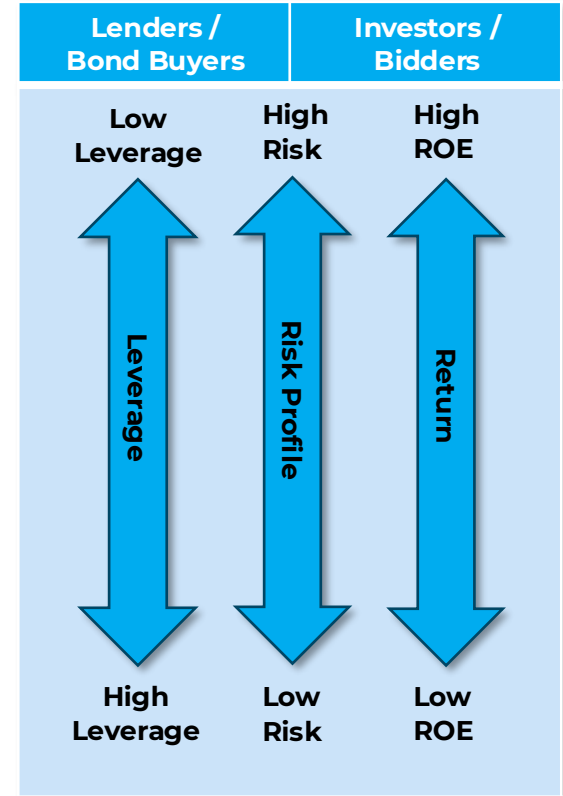 Lenders /
Bond Buyers
Investors /
Bidders
Low
Leverage
High
Risk
High
ROE
Leverage
Risk Profile
Return
High
Leverage
Low
Risk
Low
ROE